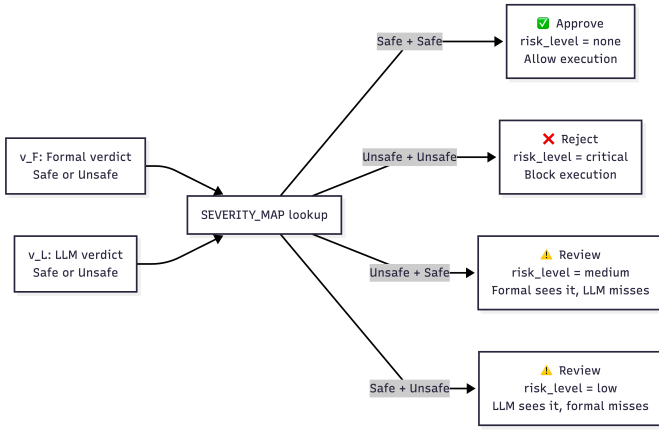 ✅ Approve
risk_level = none
Allow execution
Safe + Safe
❌ Reject
risk_level = critical
Block execution
Unsafe + Unsafe
v_F: Formal verdict
Safe or Unsafe
SEVERITY_MAP lookup
v_L: LLM verdict
Safe or Unsafe
⚠️ Review
risk_level = medium
Formal sees it, LLM misses
Unsafe + Safe
⚠️ Review
risk_level = low
LLM sees it, formal misses
Safe + Unsafe